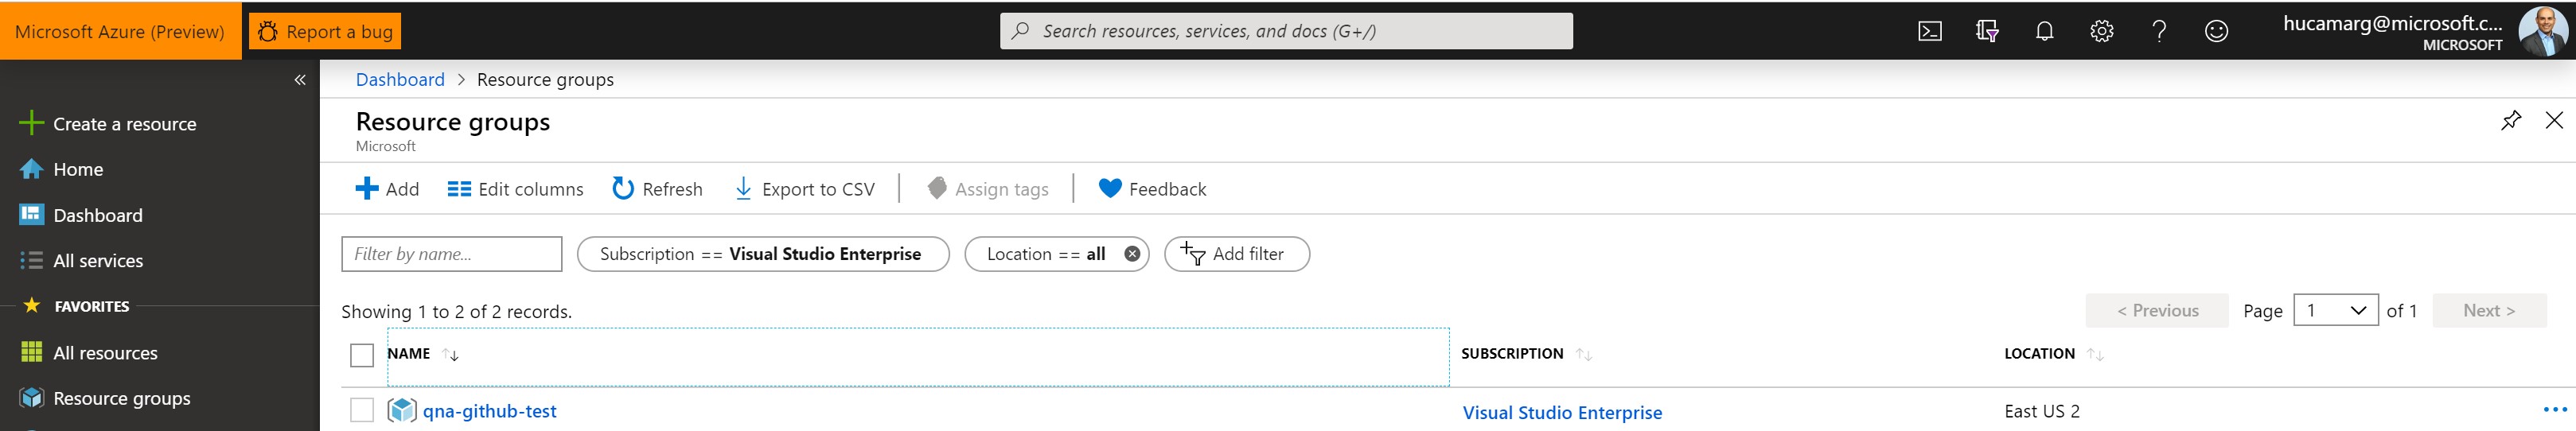 Microsoft Azure (Preview)
Report a bug
Search resources, services, and docs (G+/)
hucamarg@microsoft.c...
MICROSOFT
«
Dashboard > Resource groups
Create a resource
Home
Dashboard
All services
FAVORITES
All resources
Resource groups
Resource groups
Microsoft
Add
Edit columns
Refresh
Export to CSV
Assign tags
Feedback
Filter by name...
Subscription == Visual Studio Enterprise
Location == all
Add filter
Showing 1 to 2 of 2 records.
< Previous
Page 1 of 1
Next >
NAME
SUBSCRIPTION
LOCATION
qna-github-test
Visual Studio Enterprise
East US 2